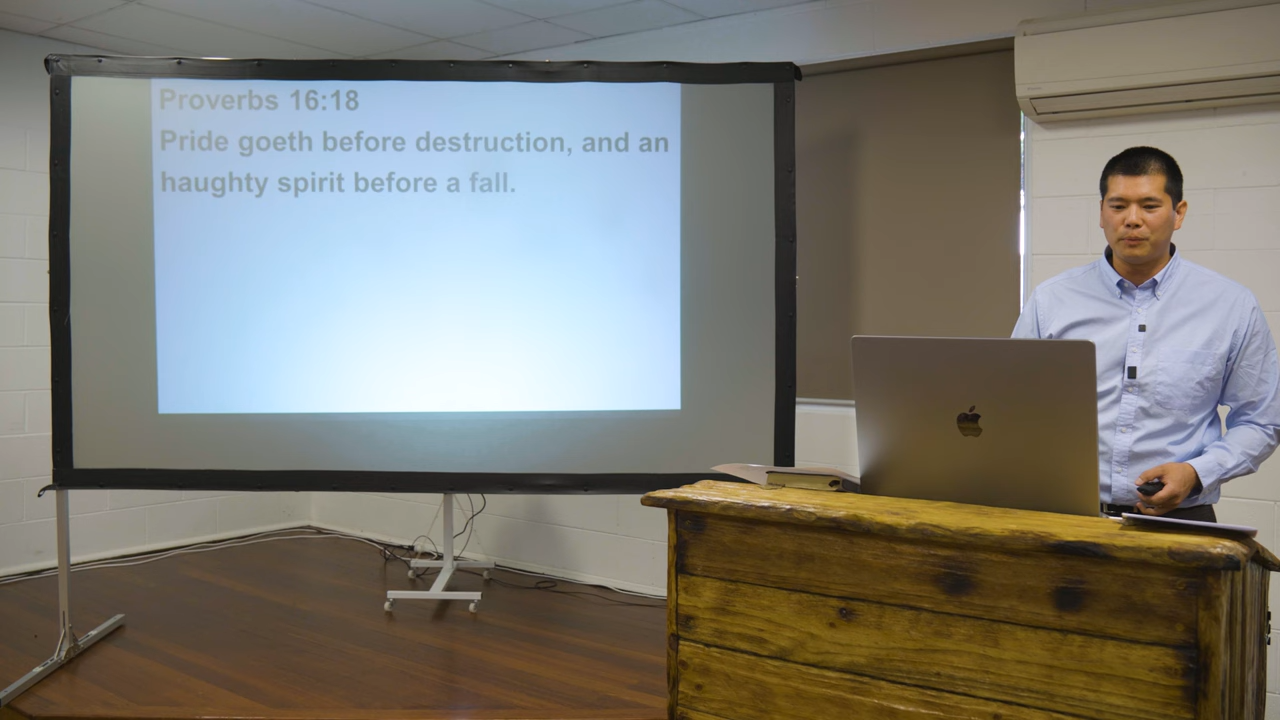 Proverbs 16:18
Pride goeth before destruction, and an
haughty spirit before a fall.